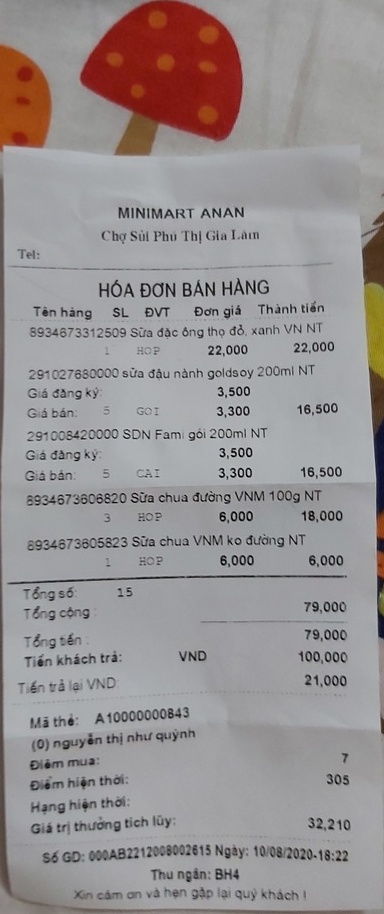 MINIMART ANAN
Chợ Sủi Phú Thị Gia Lâm
Tel:
HÓA ĐƠN BÁN HÀNG
Tên hàng SL ĐVT Đơn giá Thành tiền
8934673312509 Sữa đặc ông thọ đỏ, xanh VN NT
1 HOP 22,000 22,000
291027680000 sữa đậu nành goldsoy 200ml NT
Giá đăng ký: 3,500
Giá bán: 5 GOI 3,300 16,500
291008420000 SDN Fami gói 200ml NT
Giá đăng ký: 3,500
Giá bán: 5 CAI 3,300 16,500
8934673606820 Sữa chua đường VNM 100g NT
3 HOP 6,000 18,000
8934673605823 Sữa chua VNM ko đường NT
1 HOP 6,000 6,000
Tổng số: 15
Tổng cộng : 79,000
Tổng tiền : 79,000
Tiền khách trả: VND 100,000
Tiền trả lại VND: 21,000
Mã thẻ: A10000000843
(0) nguyễn thị như quỳnh
Điểm mua: 7
Điểm hiện thời: 305
Hạng hiện thời:
Giá trị thưởng tích lũy: 32,210
Số GD: 000AB2212008002615 Ngày: 10/08/2020-18:22
Thu ngân: BH4
Xin cảm ơn và hẹn gặp lại quý khách !